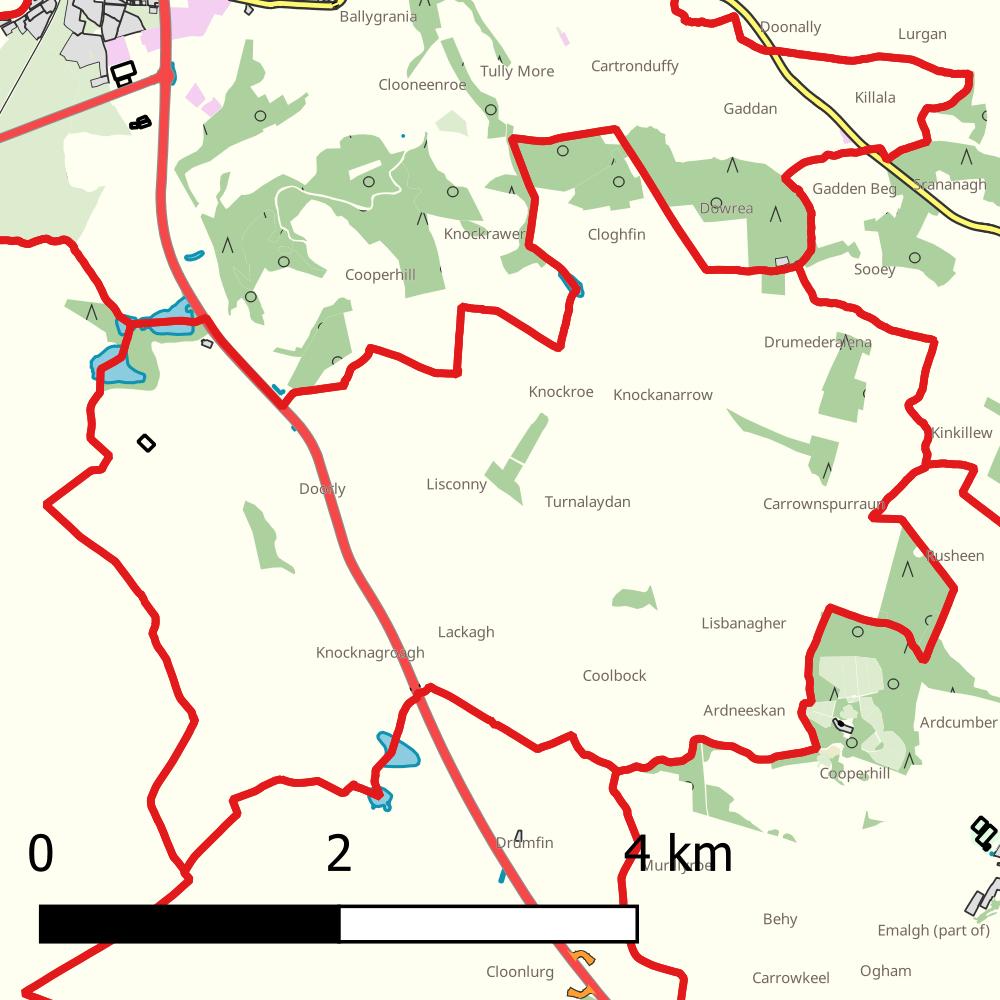 Ballygrania
Doonally
Lurgan
Tully More
Cartronduffy
Clooneenroe
Killala
Gaddan
Gadden Beg
Srananagh
Dowrea
Knockrawer
Cloghfin
Cooperhill
Sooey
Drumederalena
Knockroe
Knockanarrow
Kinkillew
Doorly
Lisconny
Turnalaydan
Carrownspurraun
Rusheen
Lackagh
Lisbanagher
Knocknagroagh
Coolbock
Ardneeskan
Ardcumber
Cooperhill
Drumfin
0 2 4 km
Behy
Emalgh (part of)
Cloonlurg
Carrowkeel
Ogham